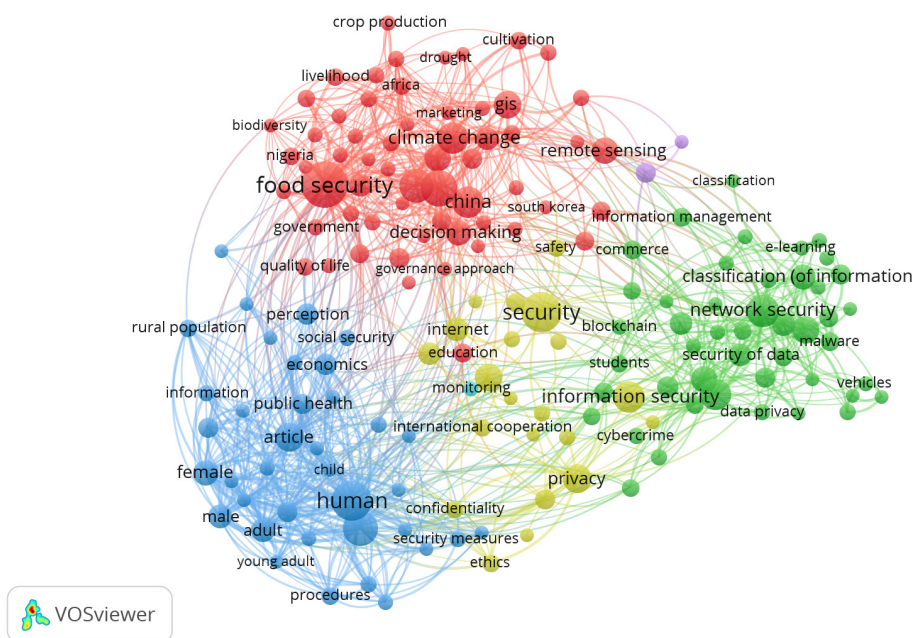 crop production
cultivation
drought
livelihood
africa
gis
marketing
biodiversity
climate change
remote sensing
nigeria
food security
classification
china
south korea
information management
government
decision making
safety
commerce
e-learning
quality of life
governance approach
classification (of information
security
network security
perception
rural population
internet
blockchain
social security
malware
education
security of data
students
economics
monitoring
vehicles
information
information security
public health
data privacy
international cooperation
article
cybercrime
child
female
privacy
human
confidentiality
male
adult
security measures
young adult
ethics
procedures
VOSviewer